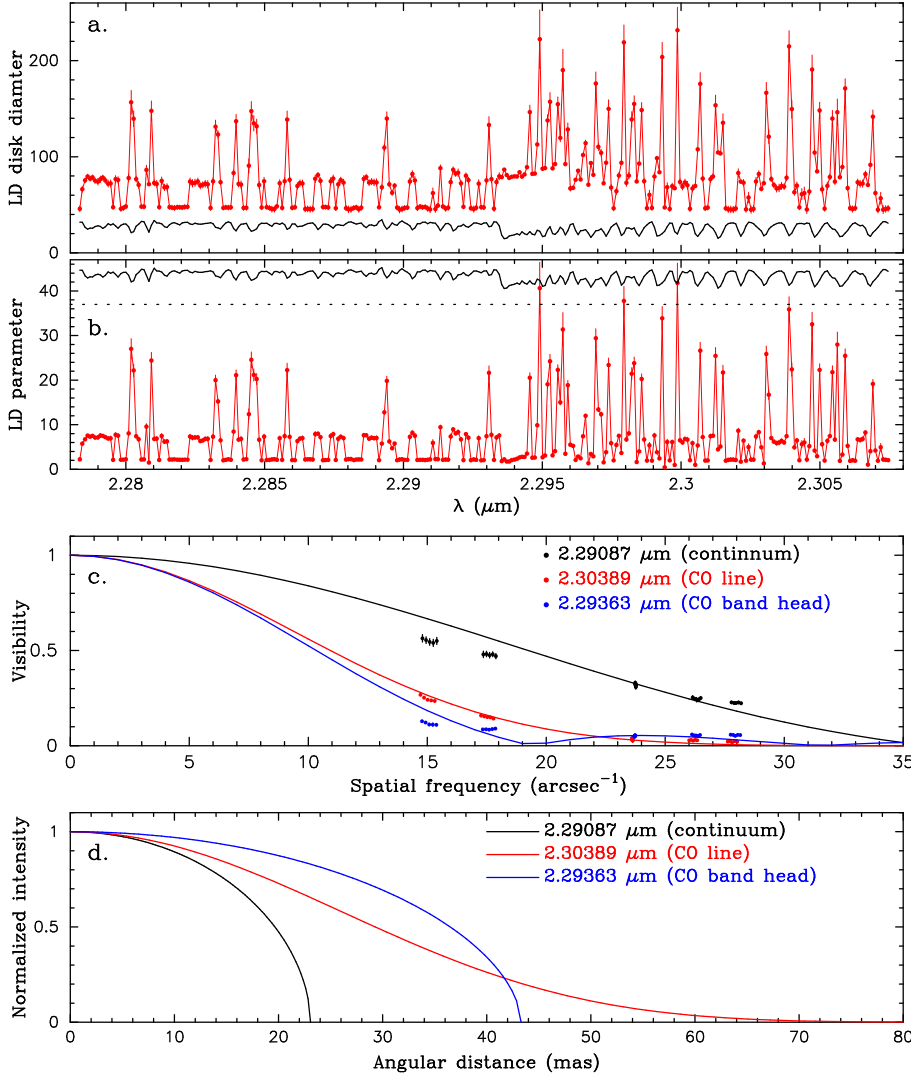 a.
LD disk diamter
200
100
0
b.
LD parameter
40
30
20
10
0
2.28 2.285 2.29 2.295 2.3 2.305
λ (μm)
c.
Visibility
1
0.5
0
2.29087 μm (continnum)
2.30389 μm (CO line)
2.29363 μm (CO band head)
0 5 10 15 20 25 30 35
Spatial frequency (arcsec⁻¹)
d.
Normalized intensity
1
0.5
0
2.29087 μm (continuum)
2.30389 μm (CO line)
2.29363 μm (CO band head)
0 10 20 30 40 50 60 70 80
Angular distance (mas)